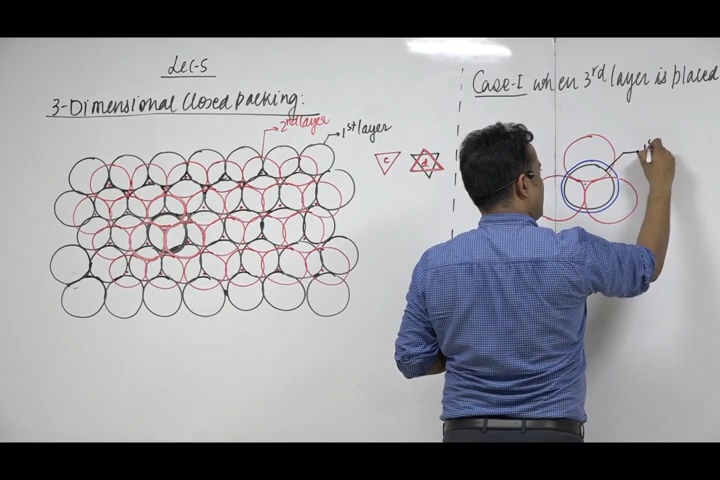 Lec-5
3-Dimensional Closed packing:
2nd layer
1st layer
c
d
Case-I when 3rd layer is placed